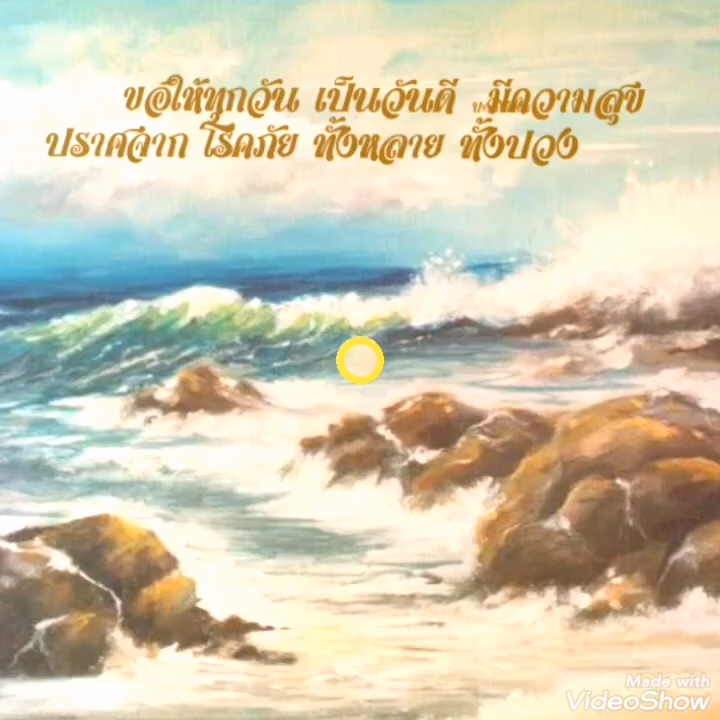 ขอให้ทุกวัน เป็นวันดี มีความสุข
ปราศจาก โรคภัย ทั้งหลาย ทั้งปวง
Made with
VideoShow